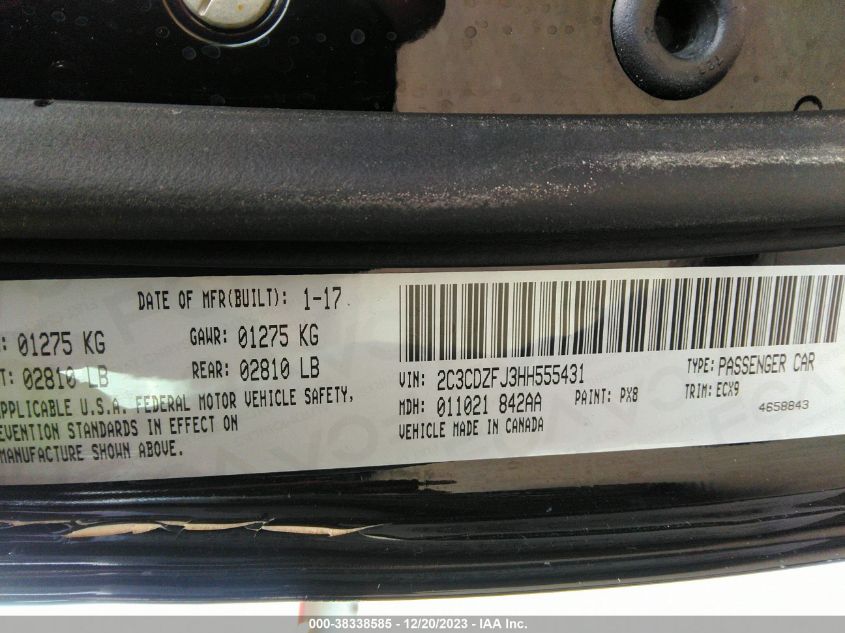 DATE OF MFR(BUILT): 1-17
: 01275 KG GAWR: 01275 KG
T: 02810 LB REAR: 02810 LB
APPLICABLE U.S.A. FEDERAL MOTOR VEHICLE SAFETY,
EVENTION STANDARDS IN EFFECT ON
MANUFACTURE SHOWN ABOVE.
VIN: 2C3CDZFJ3HH555431 TYPE: PASSENGER CAR
MDH: 011021 842AA PAINT: PX8 TRIM: ECX9
VEHICLE MADE IN CANADA 4658843
000-38338585 - 12/20/2023 - IAA Inc.